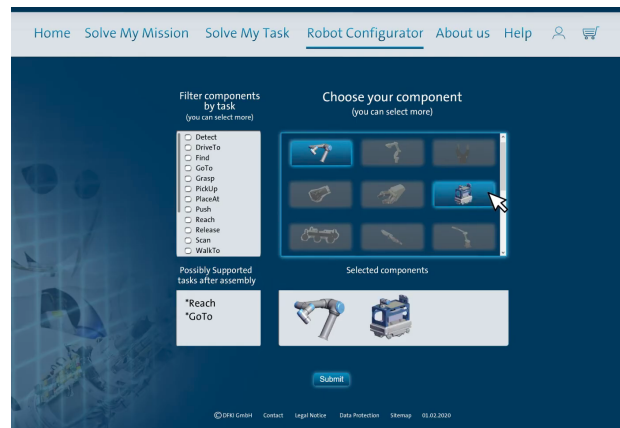 Home Solve My Mission Solve My Task Robot Configurator About us Help
Filter components
by task
(you can select more)
Detect
DriveTo
Find
GoTo
Grasp
PickUp
PlaceAt
Push
Reach
Release
Scan
WalkTo
Choose your component
(you can select more)
Possibly Supported
tasks after assembly
*Reach
*GoTo
Selected components
Submit
©DFKI GmbH Contact Legal Notice Data Protection Sitemap 01.02.2020